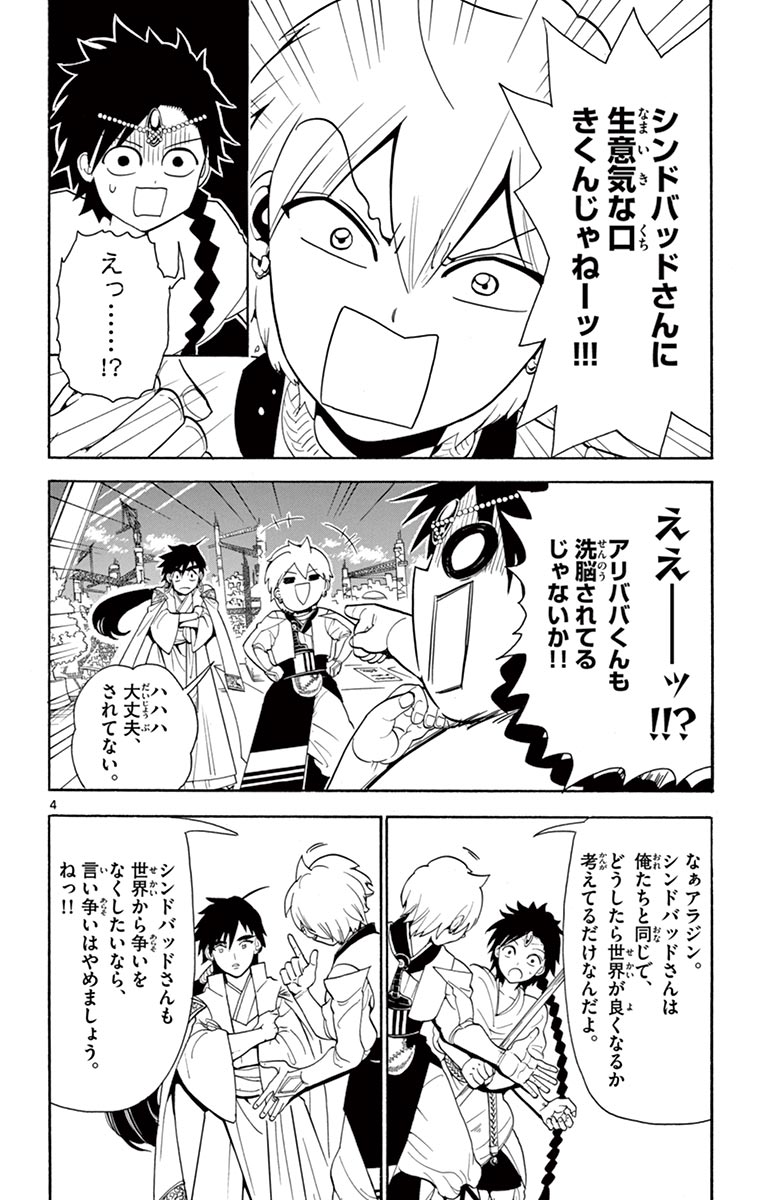 シンドバッドさんに
生意気な口
きくんじゃねーッ!!!
えっ……!?
ええーーッ!!?
アリババくんも
洗脳されてる
じゃないか!!
ハハハ
大丈夫、
されてない。
4
なぁアラジン。
シンドバッドさんは
俺たちと同じで、
どうしたら世界が良くなるか
考えてるだけなんだよ。
シンドバッドさんも
世界から争いを
なくしたいなら、
言い争いはやめましょう。
ねっ!!